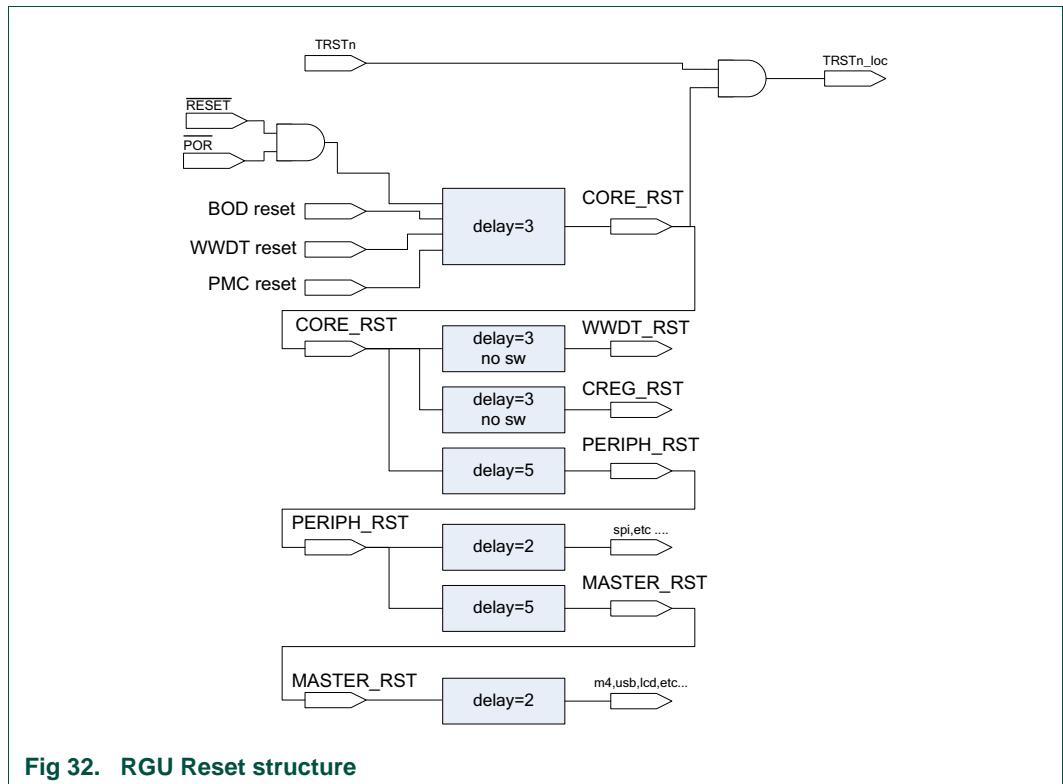 TRSTn
TRSTn_loc
RESET
POR
BOD reset
WWDT reset
PMC reset
delay=3
CORE_RST
CORE_RST
delay=3
no sw
WWDT_RST
delay=3
no sw
CREG_RST
delay=5
PERIPH_RST
PERIPH_RST
delay=2
spi,etc ....
delay=5
MASTER_RST
MASTER_RST
delay=2
m4,usb,lcd,etc...
Fig 32. RGU Reset structure